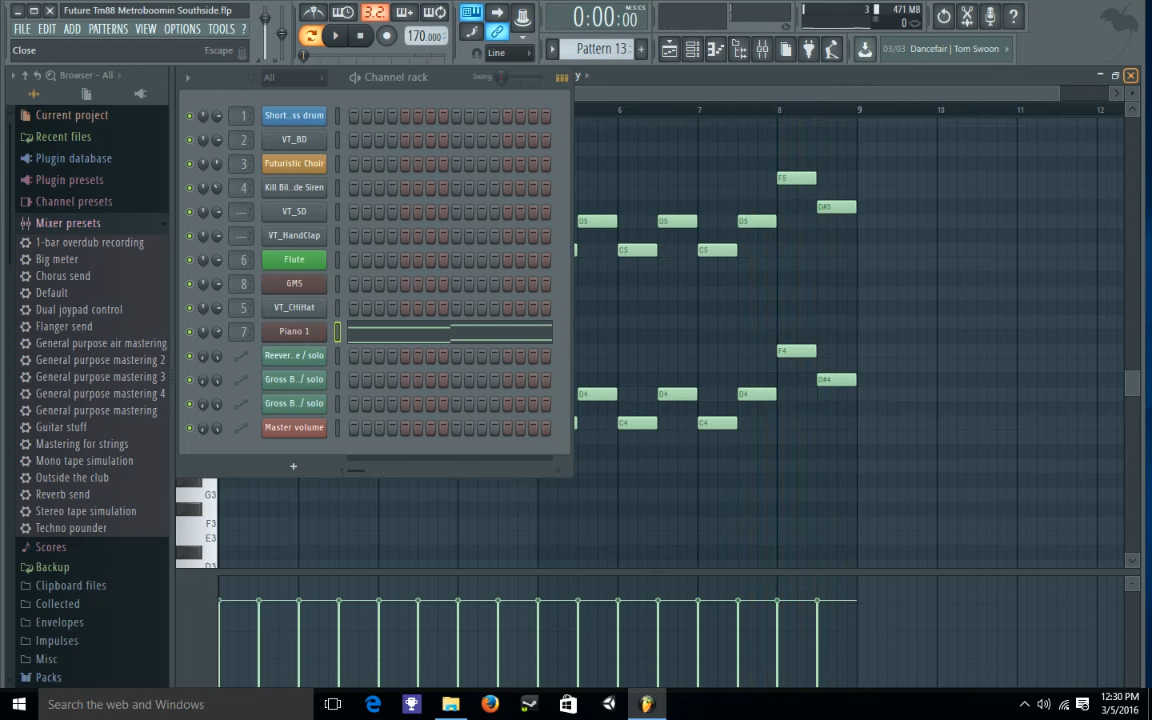 Future Tm88 Metroboomin Southside.flp
FILE EDIT ADD PATTERNS VIEW OPTIONS TOOLS ?
Close Escape
3.2.
170.000
Line
0:00:00
M:S:CS
Pattern 13
3
471 MB
0
03/03 Dancefair | Tom Swoon
Browser - All
Current project
Recent files
Plugin database
Plugin presets
Channel presets
Mixer presets
1-bar overdub recording
Big meter
Chorus send
Default
Dual joypad control
Flanger send
General purpose air mastering
General purpose mastering 2
General purpose mastering 3
General purpose mastering 4
General purpose mastering
Guitar stuff
Mastering for strings
Mono tape simulation
Outside the club
Reverb send
Stereo tape simulation
Techno pounder
Scores
Backup
Clipboard files
Collected
Envelopes
Impulses
Misc
Packs
All
Channel rack
Swing
1 Short..ss drum
2 VT_BD
3 Futuristic Choir
4 Kill Bil..de Siren
--- VT_SD
--- VT_HandClap
6 Flute
8 GMS
5 VT_CHiHat
7 Piano 1
Reever..e / solo
Gross B../ solo
Gross B../ solo
Master volume
+
y
6 7 8 9 10 11 12
F5
D#5
D5 D5 D5
C5 C5
F4
D#4
D4 D4 D4
C4 C4
G3
F3
E3
D3
Search the web and Windows
12:30 PM
3/5/2016